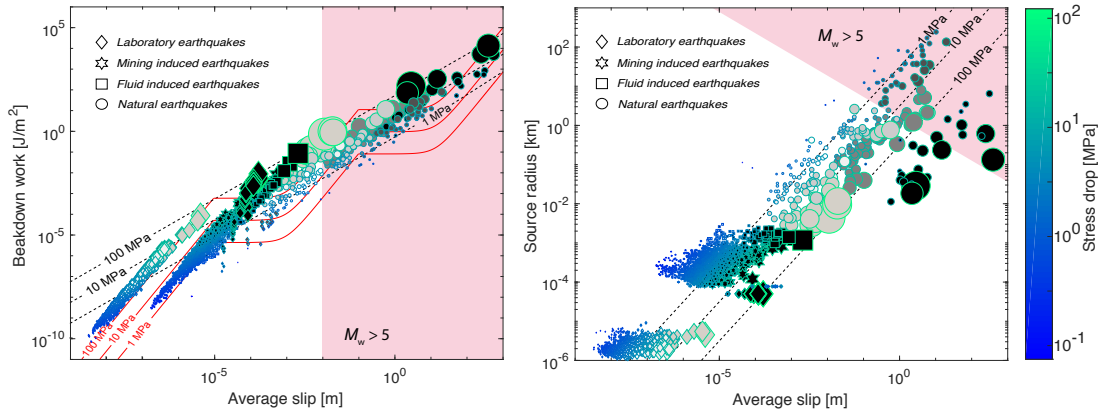 10^5
10^0
10^-5
10^-10
Beakdown work [J/m^2]
Laboratory earthquakes
Mining induced earthquakes
Fluid induced earthquakes
Natural earthquakes
1 MPa
100 MPa
10 MPa
100 MPa
10 MPa
1 MPa
M_w > 5
10^-5
10^0
Average slip [m]
10^2
10^0
10^-2
10^-4
10^-6
Source radius [km]
Laboratory earthquakes
Mining induced earthquakes
Fluid induced earthquakes
Natural earthquakes
M_w > 5
1 MPa
10 MPa
100 MPa
10^-5
10^0
Average slip [m]
10^2
10^1
10^0
10^-1
Stress drop [MPa]